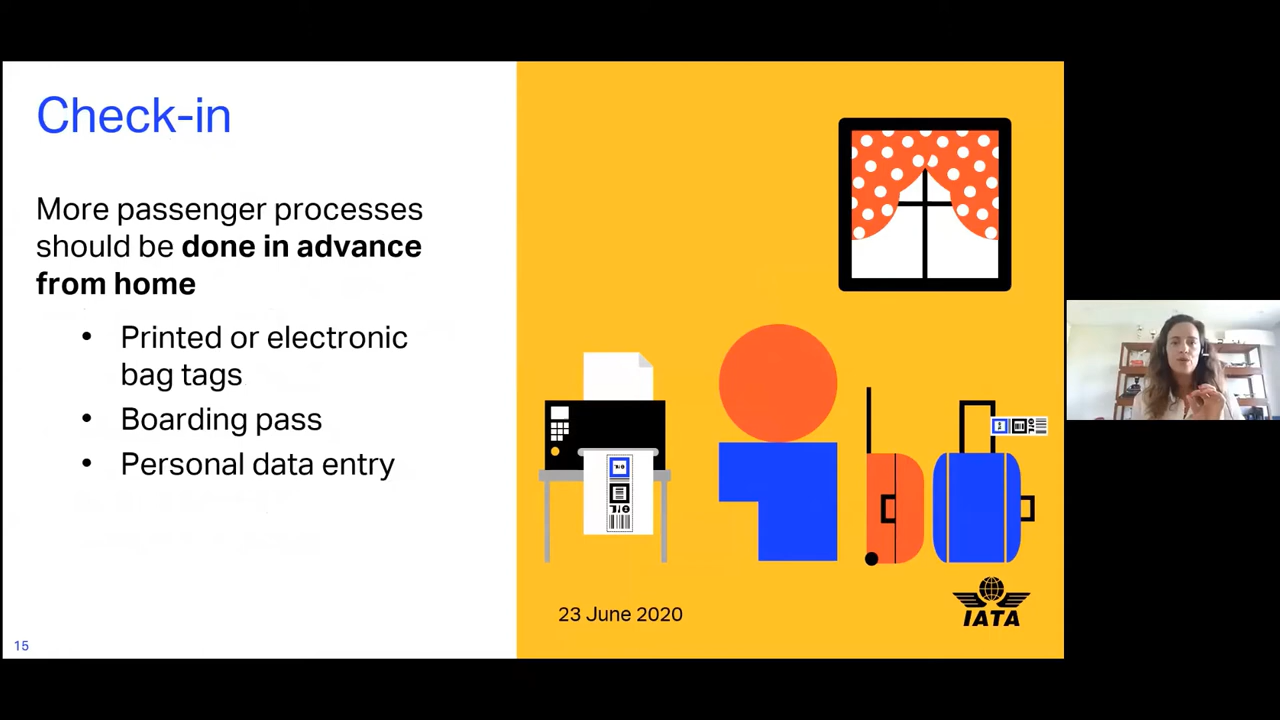 Check-in
More passenger processes
should be done in advance
from home
• Printed or electronic
bag tags
• Boarding pass
• Personal data entry
23 June 2020
IATA
15